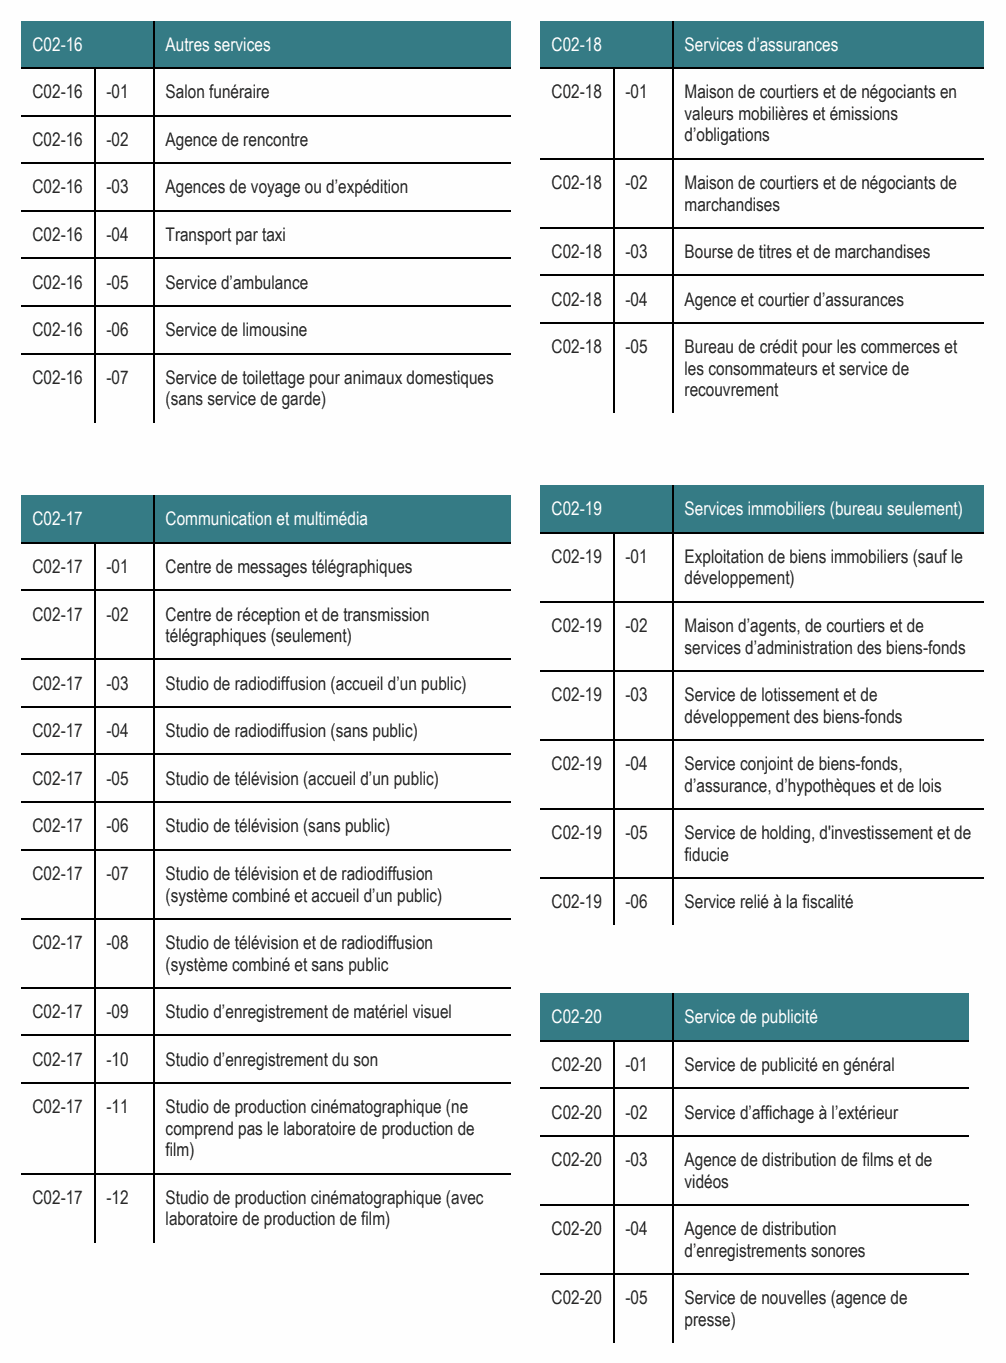 C02-16 Autres services
C02-16 -01 Salon funéraire
C02-16 -02 Agence de rencontre
C02-16 -03 Agences de voyage ou d’expédition
C02-16 -04 Transport par taxi
C02-16 -05 Service d’ambulance
C02-16 -06 Service de limousine
C02-16 -07 Service de toilettage pour animaux domestiques
(sans service de garde)
C02-17 Communication et multimédia
C02-17 -01 Centre de messages télégraphiques
C02-17 -02 Centre de réception et de transmission
télégraphiques (seulement)
C02-17 -03 Studio de radiodiffusion (accueil d’un public)
C02-17 -04 Studio de radiodiffusion (sans public)
C02-17 -05 Studio de télévision (accueil d’un public)
C02-17 -06 Studio de télévision (sans public)
C02-17 -07 Studio de télévision et de radiodiffusion
(système combiné et accueil d’un public)
C02-17 -08 Studio de télévision et de radiodiffusion
(système combiné et sans public
C02-17 -09 Studio d’enregistrement de matériel visuel
C02-17 -10 Studio d’enregistrement du son
C02-17 -11 Studio de production cinématographique (ne
comprend pas le laboratoire de production de
film)
C02-17 -12 Studio de production cinématographique (avec
laboratoire de production de film)
C02-18 Services d’assurances
C02-18 -01 Maison de courtiers et de négociants en
valeurs mobilières et émissions
d’obligations
C02-18 -02 Maison de courtiers et de négociants de
marchandises
C02-18 -03 Bourse de titres et de marchandises
C02-18 -04 Agence et courtier d’assurances
C02-18 -05 Bureau de crédit pour les commerces et
les consommateurs et service de
recouvrement
C02-19 Services immobiliers (bureau seulement)
C02-19 -01 Exploitation de biens immobiliers (sauf le
développement)
C02-19 -02 Maison d’agents, de courtiers et de
services d’administration des biens-fonds
C02-19 -03 Service de lotissement et de
développement des biens-fonds
C02-19 -04 Service conjoint de biens-fonds,
d’assurance, d’hypothèques et de lois
C02-19 -05 Service de holding, d'investissement et de
fiducie
C02-19 -06 Service relié à la fiscalité
C02-20 Service de publicité
C02-20 -01 Service de publicité en général
C02-20 -02 Service d’affichage à l’extérieur
C02-20 -03 Agence de distribution de films et de
vidéos
C02-20 -04 Agence de distribution
d’enregistrements sonores
C02-20 -05 Service de nouvelles (agence de
presse)